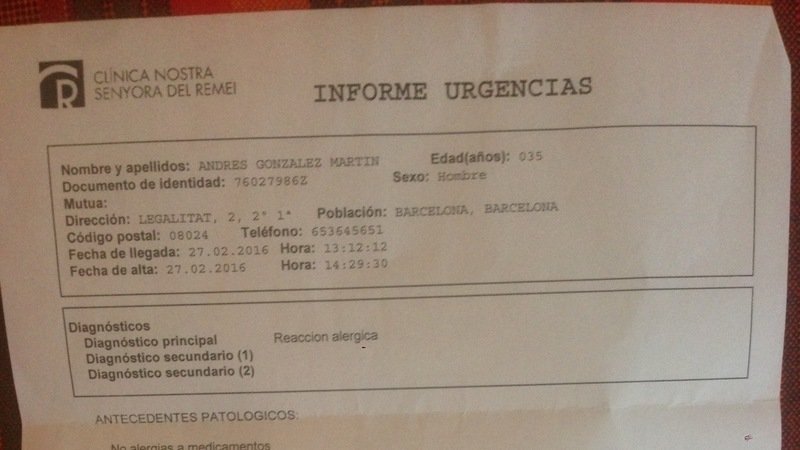 CLÍNICA NOSTRA
SENYORA DEL REMEI
INFORME URGENCIAS
Nombre y apellidos: ANDRES GONZALEZ MARTIN Edad(años): 035
Documento de identidad: 76027986Z Sexo: Hombre
Mutua:
Dirección: LEGALITAT, 2, 2º 1ª Población: BARCELONA, BARCELONA
Código postal: 08024 Teléfono: 653645651
Fecha de llegada: 27.02.2016 Hora: 13:12:12
Fecha de alta: 27.02.2016 Hora: 14:29:30
Diagnósticos
Diagnóstico principal Reaccion alergica
Diagnóstico secundario (1)
Diagnóstico secundario (2)
ANTECEDENTES PATOLOGICOS:
No alergias a medicamentos